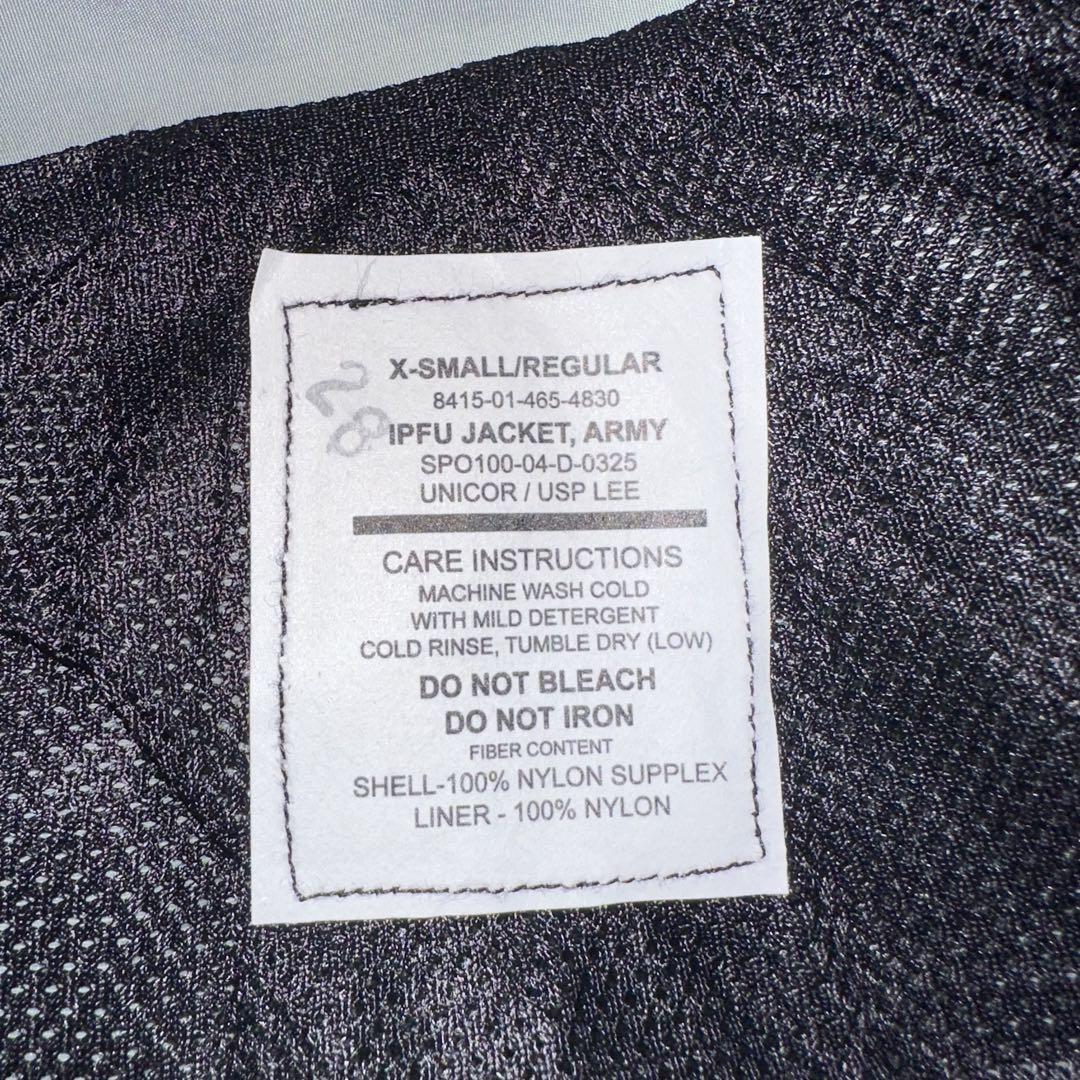 X-SMALL/REGULAR
8415-01-465-4830
28
IPFU JACKET, ARMY
SPO100-04-D-0325
UNICOR / USP LEE
CARE INSTRUCTIONS
MACHINE WASH COLD
WITH MILD DETERGENT
COLD RINSE, TUMBLE DRY (LOW)
DO NOT BLEACH
DO NOT IRON
FIBER CONTENT
SHELL-100% NYLON SUPPLEX
LINER - 100% NYLON